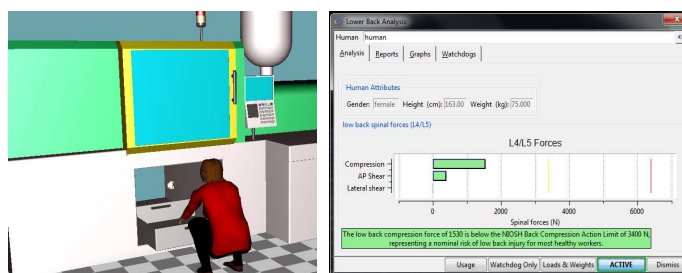 Lower Back Analysis
Human human
Analysis Reports Graphs Watchdogs
Human Attributes
Gender: female Height (cm): 163.00 Weight (kg): 75.000
low back spinal forces (L4/L5)
L4/L5 Forces
Compression
AP Shear
Lateral shear
0 2000 4000 6000
Spinal forces (N)
The low back compression force of 1530 is below the NIOSH Back Compression Action Limit of 3400 N,
representing a nominal risk of low back injury for most healthy workers.
Usage Watchdog Only Loads & Weights ACTIVE Dismiss